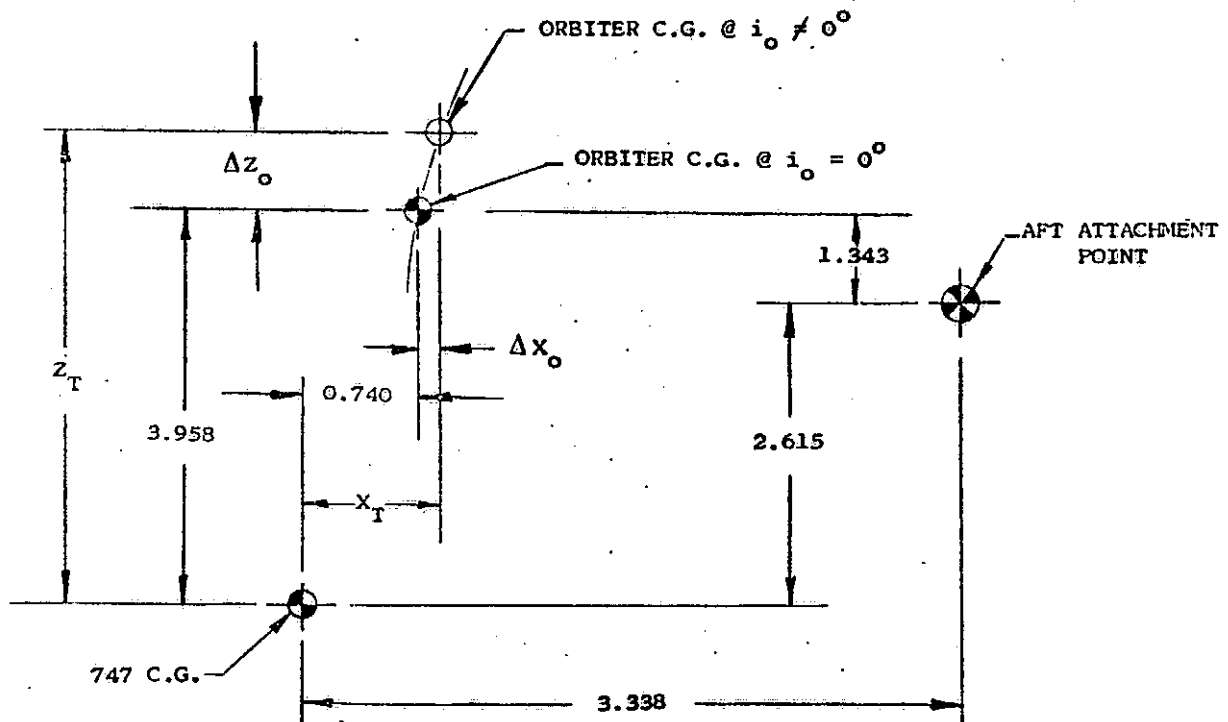 ORBITER C.G. @ i_o ≠ 0°
ORBITER C.G. @ i_o = 0°
ΔZ_o
1.343
AFT ATTACHMENT
POINT
ΔX_o
Z_T
0.740
3.958
2.615
X_T
747 C.G.
3.338